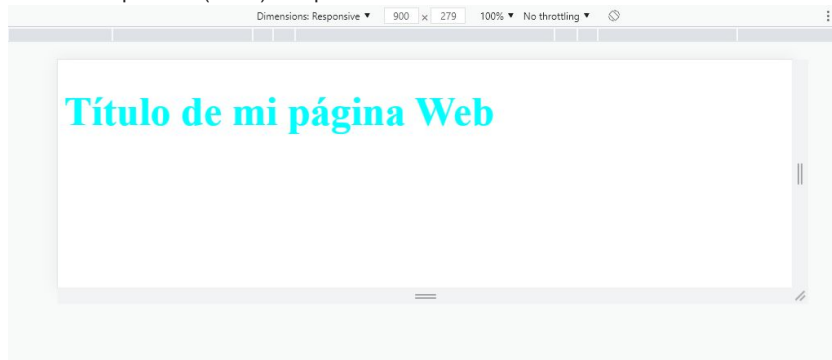 Dimensions: Responsive ▼ 900 x 279 100% ▼ No throttling ▼
Título de mi página Web